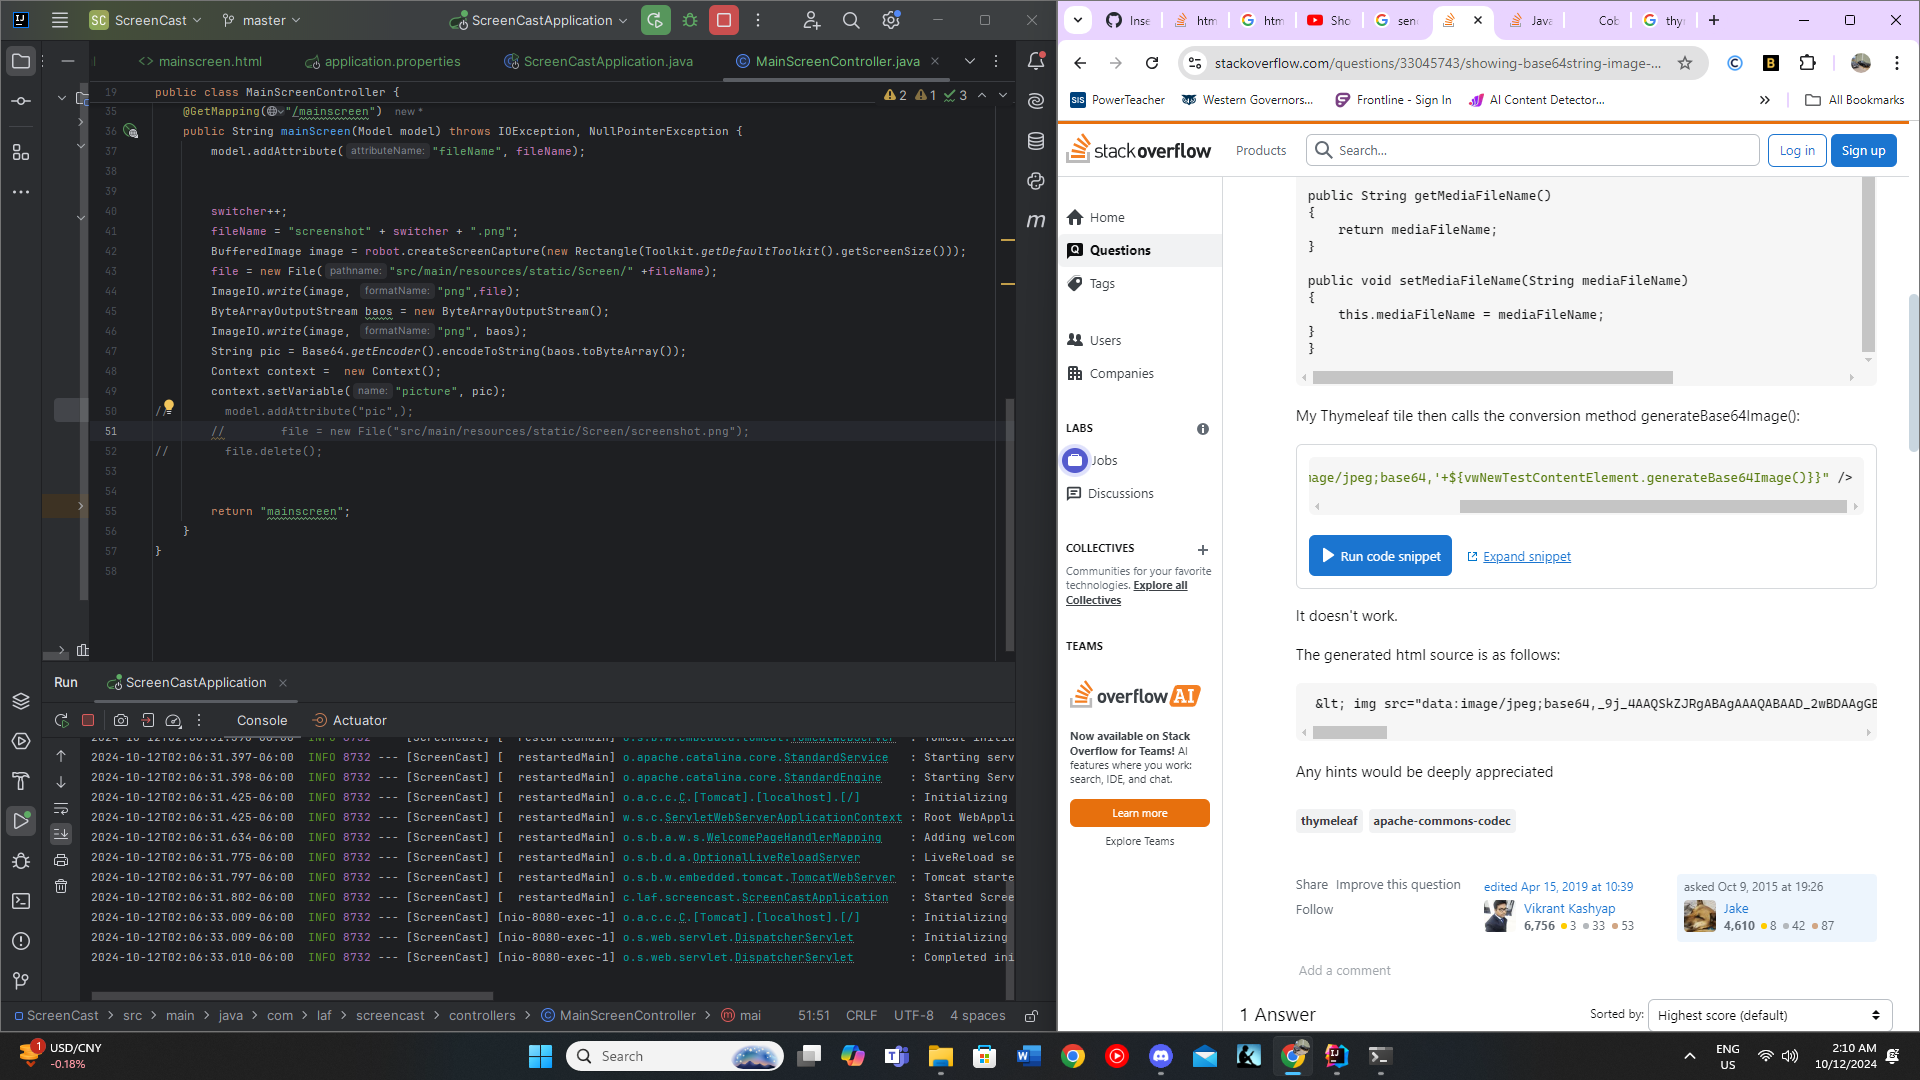 SC ScreenCast
master
ScreenCastApplication
mainscreen.html
application.properties
ScreenCastApplication.java
MainScreenController.java
19 public class MainScreenController {
2 1 3
35 @GetMapping("/mainscreen") new *
36 public String mainScreen(Model model) throws IOException, NullPointerException {
37 model.addAttribute( attributeName: "fileName", fileName);
38
39
40 switcher++;
41 fileName = "screenshot" + switcher + ".png";
42 BufferedImage image = robot.createScreenCapture(new Rectangle(Toolkit.getDefaultToolkit().getScreenSize()));
43 file = new File( pathname: "src/main/resources/static/Screen/" +fileName);
44 ImageIO.write(image, formatName: "png",file);
45 ByteArrayOutputStream baos = new ByteArrayOutputStream();
46 ImageIO.write(image, formatName: "png", baos);
47 String pic = Base64.getEncoder().encodeToString(baos.toByteArray());
48 Context context = new Context();
49 context.setVariable( name: "picture", pic);
50 // model.addAttribute("pic",);
51 // file = new File("src/main/resources/static/Screen/screenshot.png");
52 // file.delete();
53
54
55 return "mainscreen";
56 }
57 }
58
Run ScreenCastApplication
Console Actuator
2024-10-12T02:06:31.397-06:00 INFO 8732 --- [ScreenCast] [ restartedMain] o.apache.catalina.core.StandardService : Starting serv
2024-10-12T02:06:31.398-06:00 INFO 8732 --- [ScreenCast] [ restartedMain] o.apache.catalina.core.StandardEngine : Starting Serv
2024-10-12T02:06:31.425-06:00 INFO 8732 --- [ScreenCast] [ restartedMain] o.a.c.c.C.[Tomcat].[localhost].[/] : Initializing
2024-10-12T02:06:31.425-06:00 INFO 8732 --- [ScreenCast] [ restartedMain] w.s.c.ServletWebServerApplicationContext : Root WebAppli
2024-10-12T02:06:31.634-06:00 INFO 8732 --- [ScreenCast] [ restartedMain] o.s.b.a.w.s.WelcomePageHandlerMapping : Adding welcom
2024-10-12T02:06:31.775-06:00 INFO 8732 --- [ScreenCast] [ restartedMain] o.s.b.d.a.OptionalLiveReloadServer : LiveReload se
2024-10-12T02:06:31.797-06:00 INFO 8732 --- [ScreenCast] [ restartedMain] o.s.b.w.embedded.tomcat.TomcatWebServer : Tomcat starte
2024-10-12T02:06:31.802-06:00 INFO 8732 --- [ScreenCast] [ restartedMain] c.laf.screencast.ScreenCastApplication : Started Scree
2024-10-12T02:06:33.009-06:00 INFO 8732 --- [ScreenCast] [nio-8080-exec-1] o.a.c.c.C.[Tomcat].[localhost].[/] : Initializing
2024-10-12T02:06:33.009-06:00 INFO 8732 --- [ScreenCast] [nio-8080-exec-1] o.s.web.servlet.DispatcherServlet : Initializing
2024-10-12T02:06:33.010-06:00 INFO 8732 --- [ScreenCast] [nio-8080-exec-1] o.s.web.servlet.DispatcherServlet : Completed ini
ScreenCast > src > main > java > com > laf > screencast > controllers > MainScreenController > mai 51:51 CRLF UTF-8 4 spaces
Inse htm htm Sho sen Java Cob thy
stackoverflow.com/questions/33045743/showing-base64string-image-...
PowerTeacher Western Governors... Frontline - Sign In AI Content Detector... All Bookmarks
stackoverflow Products Search... Log in Sign up
Home
Questions
Tags
Users
Companies
LABS
Jobs
Discussions
COLLECTIVES
Communities for your favorite
technologies. Explore all
Collectives
TEAMS
overflow AI
Now available on Stack
Overflow for Teams! AI
features where you work:
search, IDE, and chat.
Learn more
Explore Teams
public String getMediaFileName()
{
return mediaFileName;
}
public void setMediaFileName(String mediaFileName)
{
this.mediaFileName = mediaFileName;
}
}
My Thymeleaf tile then calls the conversion method generateBase64Image():
mage/jpeg;base64,'+${vwNewTestContentElement.generateBase64Image()}}" />
Run code snippet Expand snippet
It doesn't work.
The generated html source is as follows:
&lt; img src="data:image/jpeg;base64,_9j_4AAQSkZJRgABAgAAAQABAAD_2wBDAAgGB
Any hints would be deeply appreciated
thymeleaf apache-commons-codec
Share Improve this question
Follow
edited Apr 15, 2019 at 10:39
Vikrant Kashyap
6,756 3 33 53
asked Oct 9, 2015 at 19:26
Jake
4,610 8 42 87
Add a comment
1 Answer
Sorted by: Highest score (default)
1 USD/CNY
-0.18%
Search
ENG
US
2:10 AM
10/12/2024